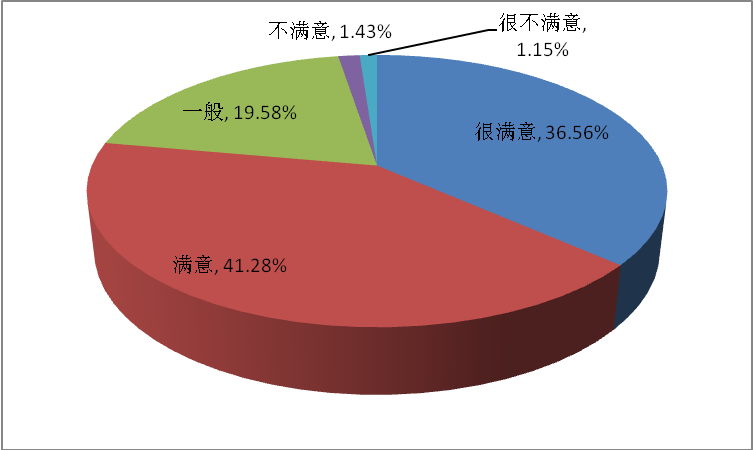 不满意, 1.43%
很不满意,
1.15%
一般, 19.58%
很满意, 36.56%
满意, 41.28%